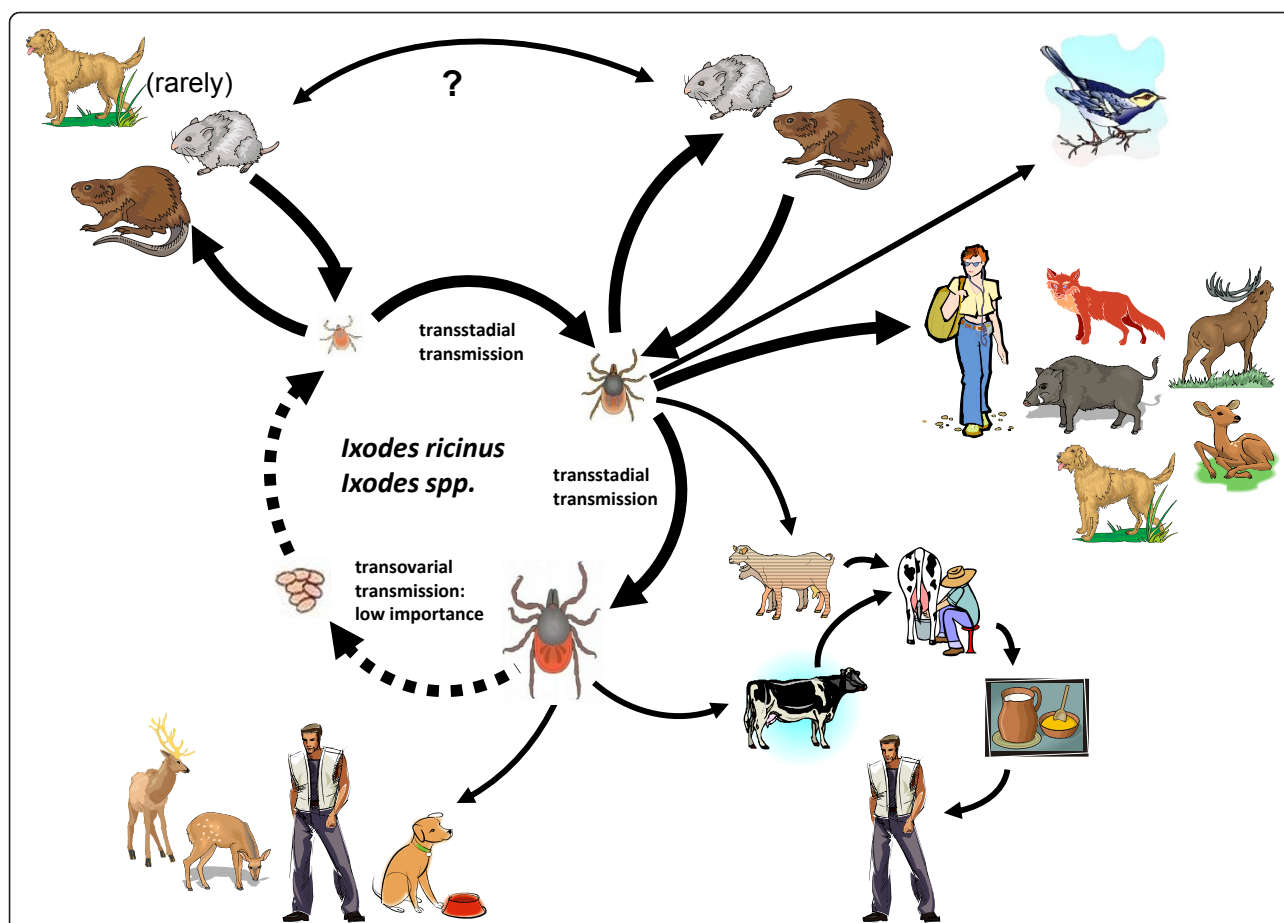 (rarely)
?
transstadial
transmission
Ixodes ricinus
Ixodes spp.
transstadial
transmission
transovarial
transmission:
low importance